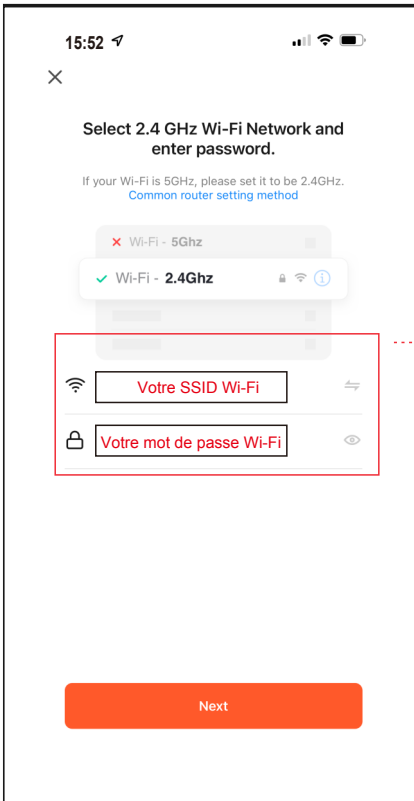 15:52
Select 2.4 GHz Wi-Fi Network and
enter password.
If your Wi-Fi is 5GHz, please set it to be 2.4GHz.
Common router setting method
Wi-Fi - 5Ghz
Wi-Fi - 2.4Ghz
Votre SSID Wi-Fi
Votre mot de passe Wi-Fi
Next